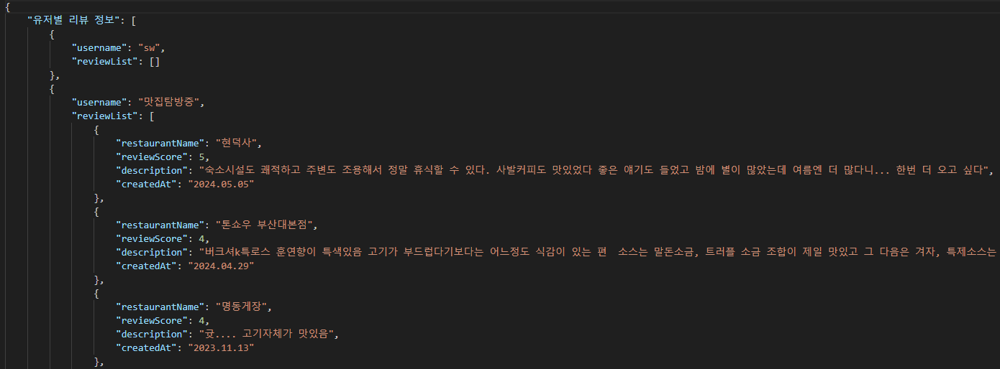 {
"유저별 리뷰 정보": [
{
"username": "sw",
"reviewList": []
},
{
"username": "맛집탐방중",
"reviewList": [
{
"restaurantName": "현덕사",
"reviewScore": 5,
"description": "숙소시설도 쾌적하고 주변도 조용해서 정말 휴식할 수 있다. 사발커피도 맛있었다 좋은 얘기도 들었고 밤에 별이 많았는데 여름엔 더 많다니... 한번 더 오고 싶다",
"createdAt": "2024.05.05"
},
{
"restaurantName": "톤쇼우 부산대본점",
"reviewScore": 4,
"description": "버크셔k특로스 훈연향이 특색있음 고기가 부드럽다기보다는 어느정도 식감이 있는 편  소스는 말돈소금, 트러플 소금 조합이 제일 맛있고 그 다음은 겨자, 특제소스는
"createdAt": "2024.04.29"
},
{
"restaurantName": "명동게장",
"reviewScore": 4,
"description": "귯.... 고기자체가 맛있음",
"createdAt": "2023.11.13"
},